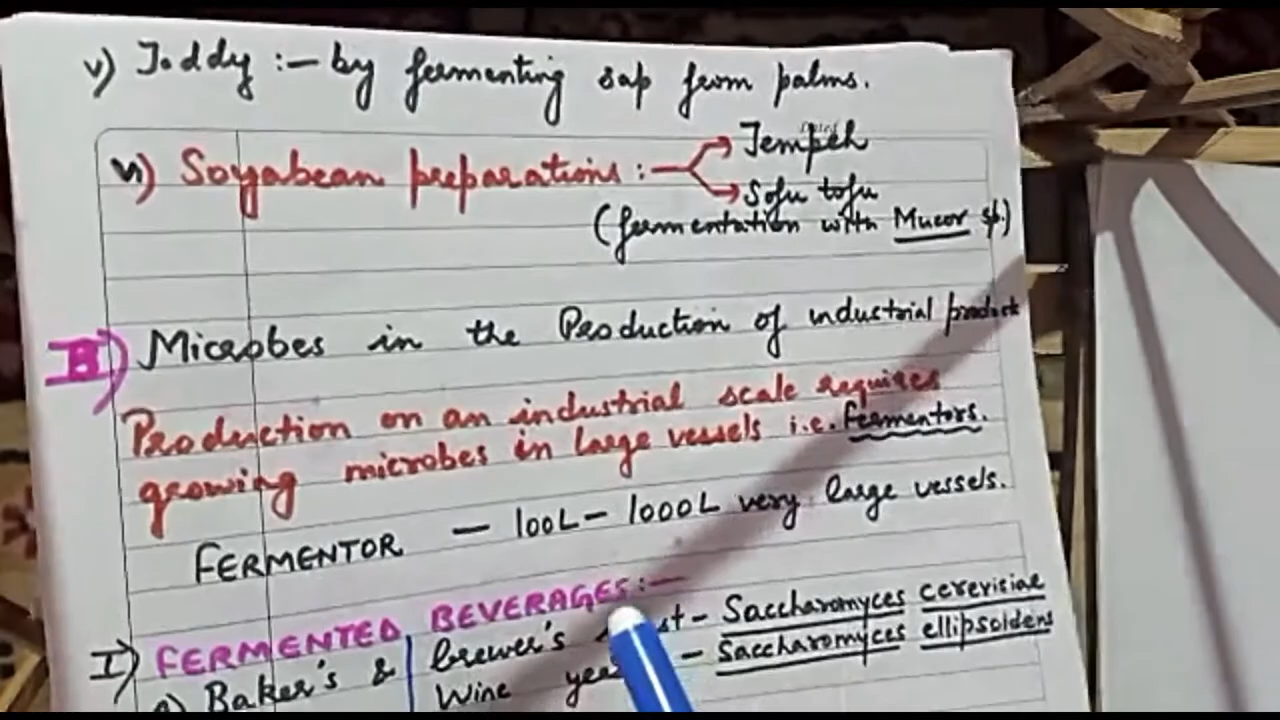 v) Toddy :— by fermenting sap from palms.
vi) Soyabean preparations :— Tempeh
Sofu tofu
(fermentation with Mucor sp.)
B) Microbes in the Production of industrial product
Production on an industrial scale requires
growing microbes in large vessels i.e. fermentors.
FERMENTOR — 100L – 1000L very large vessels.
I) FERMENTED BEVERAGES :—
a) Baker's & brewer's – Saccharomyces cerevisiae
Wine – Saccharomyces ellipsoidens